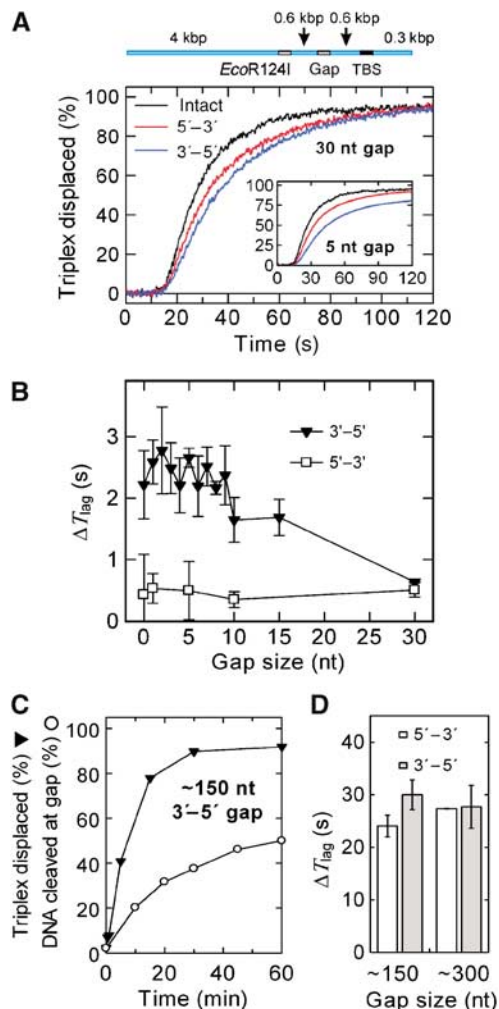 A
0.6 kbp 0.6 kbp
4 kbp 0.3 kbp
EcoR124I Gap TBS
Triplex displaced (%)
100
80
60
40
20
0
Intact
5´–3´
3´–5´
30 nt gap
100
75
50
25
0
5 nt gap
0 30 60 90 120
0 20 40 60 80 100 120
Time (s)
B
ΔTlag (s)
3
2
1
0
3'–5'
5'–3'
0 5 10 15 20 25 30
Gap size (nt)
C
Triplex displaced (%) ▼
DNA cleaved at gap (%) ○
100
80
60
40
20
0
~150 nt
3´–5´ gap
0 20 40 60
Time (min)
D
ΔTlag (s)
40
30
20
10
0
5´–3´
3´–5´
~150 ~300
Gap size (nt)